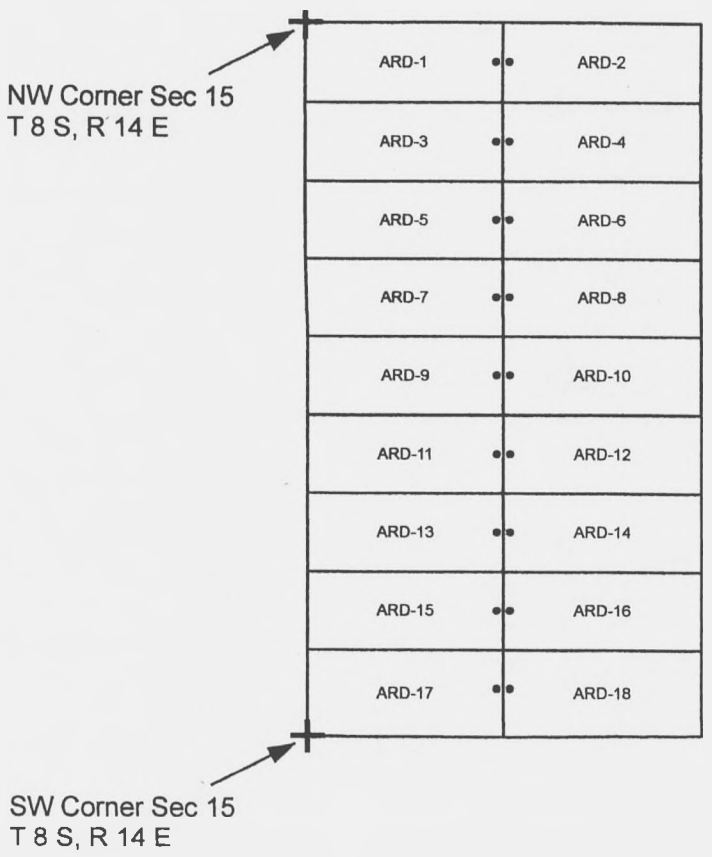 NW Corner Sec 15
T 8 S, R 14 E
ARD-1
ARD-2
ARD-3
ARD-4
ARD-5
ARD-6
ARD-7
ARD-8
ARD-9
ARD-10
ARD-11
ARD-12
ARD-13
ARD-14
ARD-15
ARD-16
ARD-17
ARD-18
SW Corner Sec 15
T 8 S, R 14 E